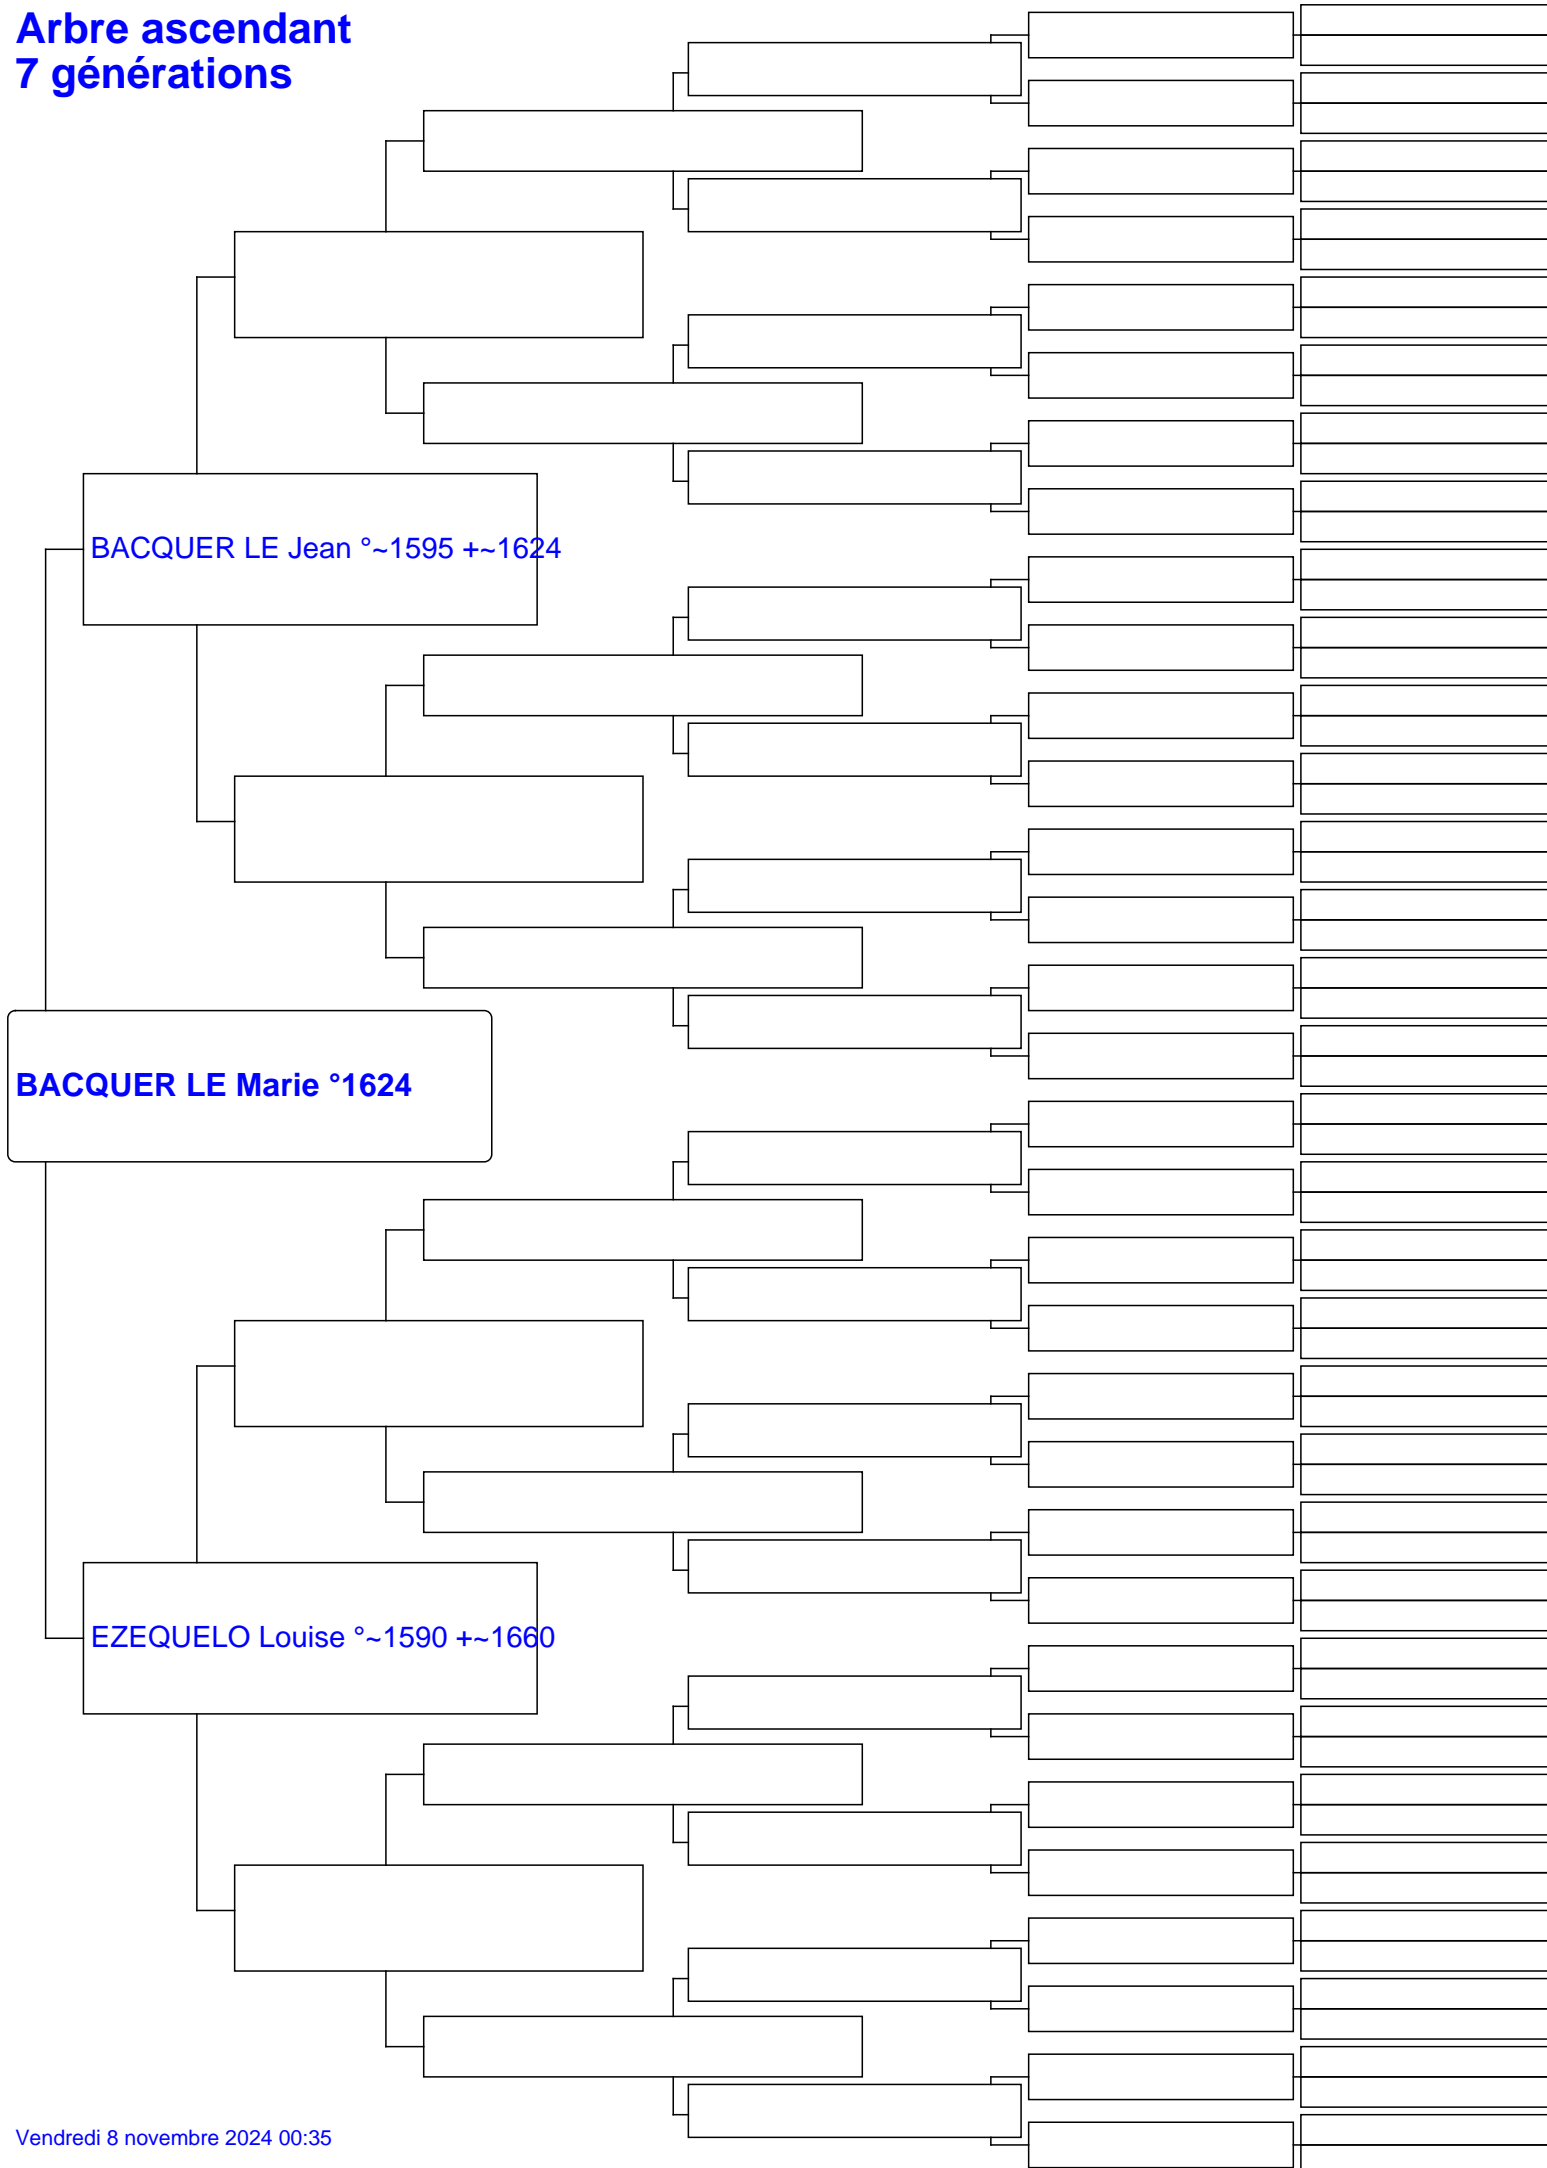 Arbre ascendant
7 générations
BACQUER LE Jean °~1595 +~1624
BACQUER LE Marie °1624
EZEQUELO Louise °~1590 +~1660
Vendredi 8 novembre 2024 00:35